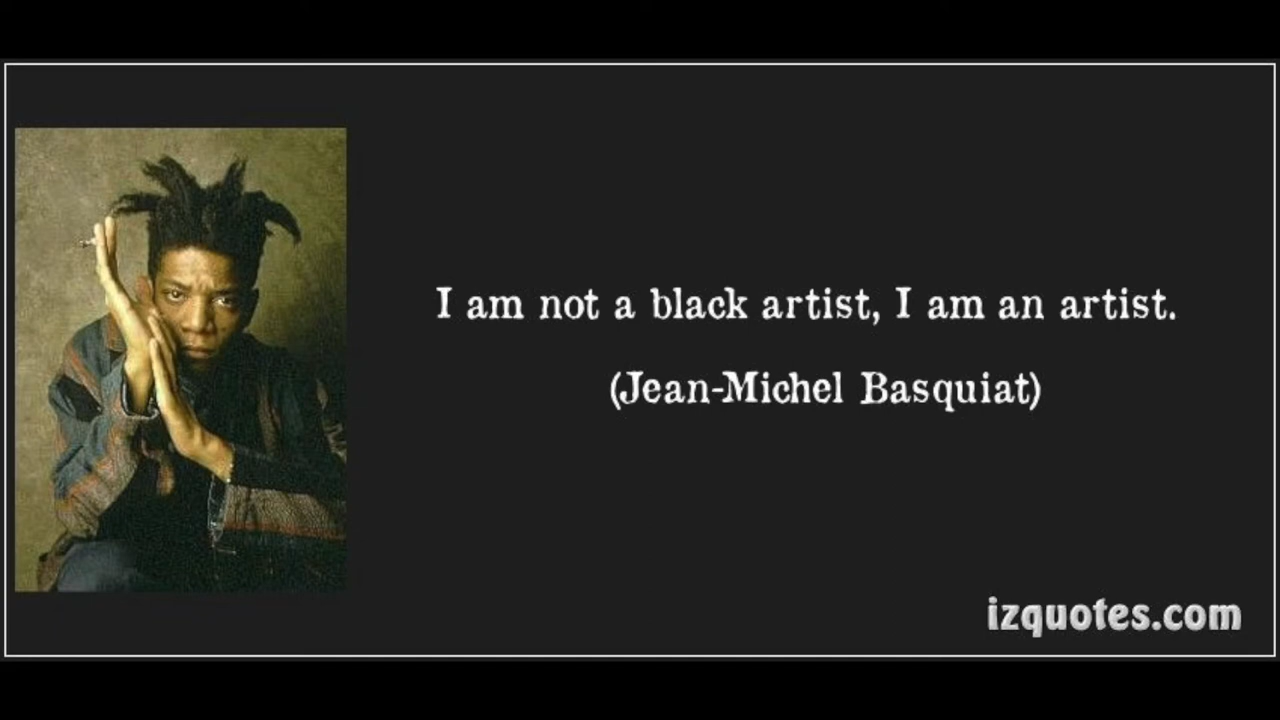 I am not a black artist, I am an artist.
(Jean-Michel Basquiat)
izquotes.com